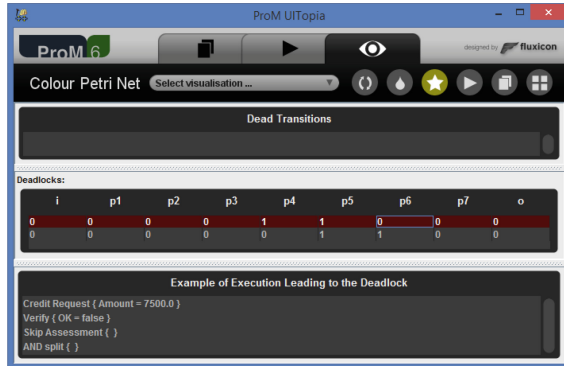 ProM UITopia
ProM 6
designed by fluxicon
Colour Petri Net Select visualisation ...
Dead Transitions
Deadlocks:
i p1 p2 p3 p4 p5 p6 p7 o
0 0 0 0 1 1 0 0 0
0 0 0 0 0 1 1 0 0
Example of Execution Leading to the Deadlock
Credit Request { Amount = 7500.0 }
Verify { OK = false }
Skip Assessment { }
AND split { }